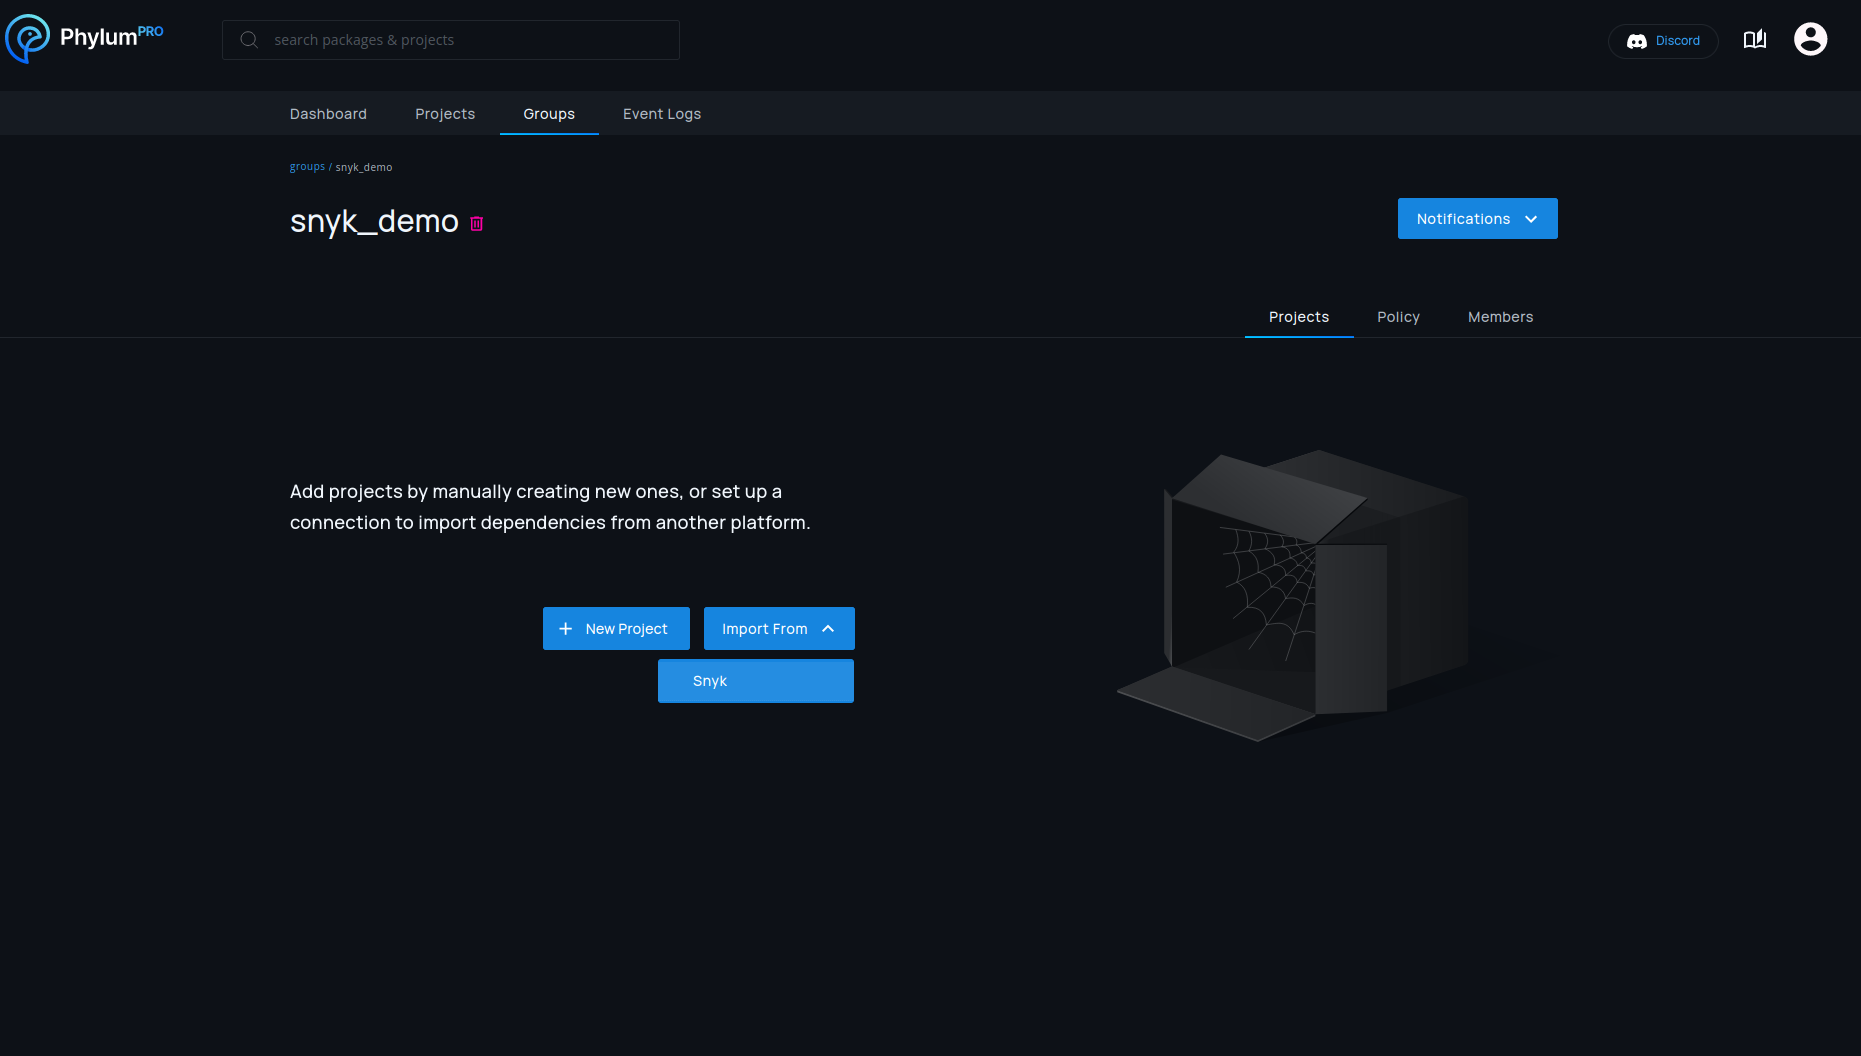 PhylumPRO
search packages & projects
Discord
Dashboard
Projects
Groups
Event Logs
groups / snyk_demo
snyk_demo
Notifications
Projects
Policy
Members
Add projects by manually creating new ones, or set up a
connection to import dependencies from another platform.
New Project
Import From
Snyk